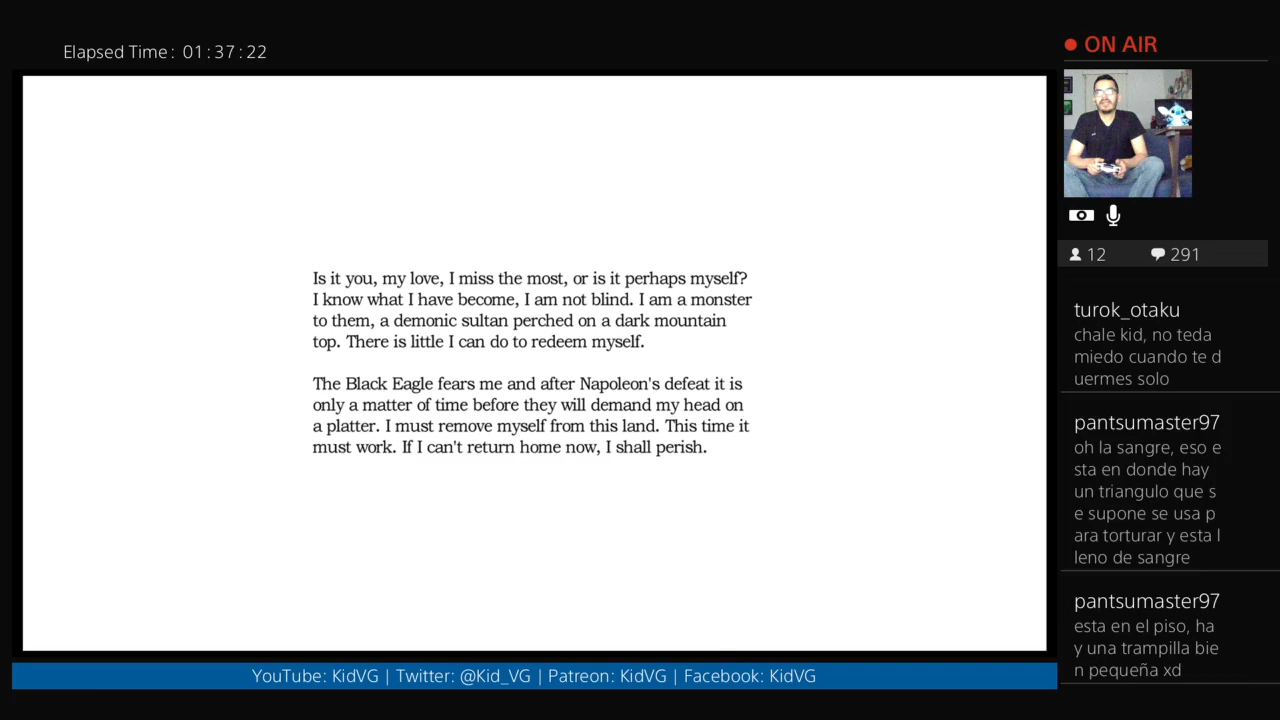 Elapsed Time: 01:37:22
ON AIR
Is it you, my love, I miss the most, or is it perhaps myself?
I know what I have become, I am not blind. I am a monster
to them, a demonic sultan perched on a dark mountain
top. There is little I can do to redeem myself.
The Black Eagle fears me and after Napoleon's defeat it is
only a matter of time before they will demand my head on
a platter. I must remove myself from this land. This time it
must work. If I can't return home now, I shall perish.
12 291
turok_otaku
chale kid, no teda
miedo cuando te d
uermes solo
pantsumaster97
oh la sangre, eso e
sta en donde hay
un triangulo que s
e supone se usa p
ara torturar y esta l
leno de sangre
pantsumaster97
esta en el piso, ha
y una trampilla bie
n pequeña xd
YouTube: KidVG | Twitter: @Kid_VG | Patreon: KidVG | Facebook: KidVG